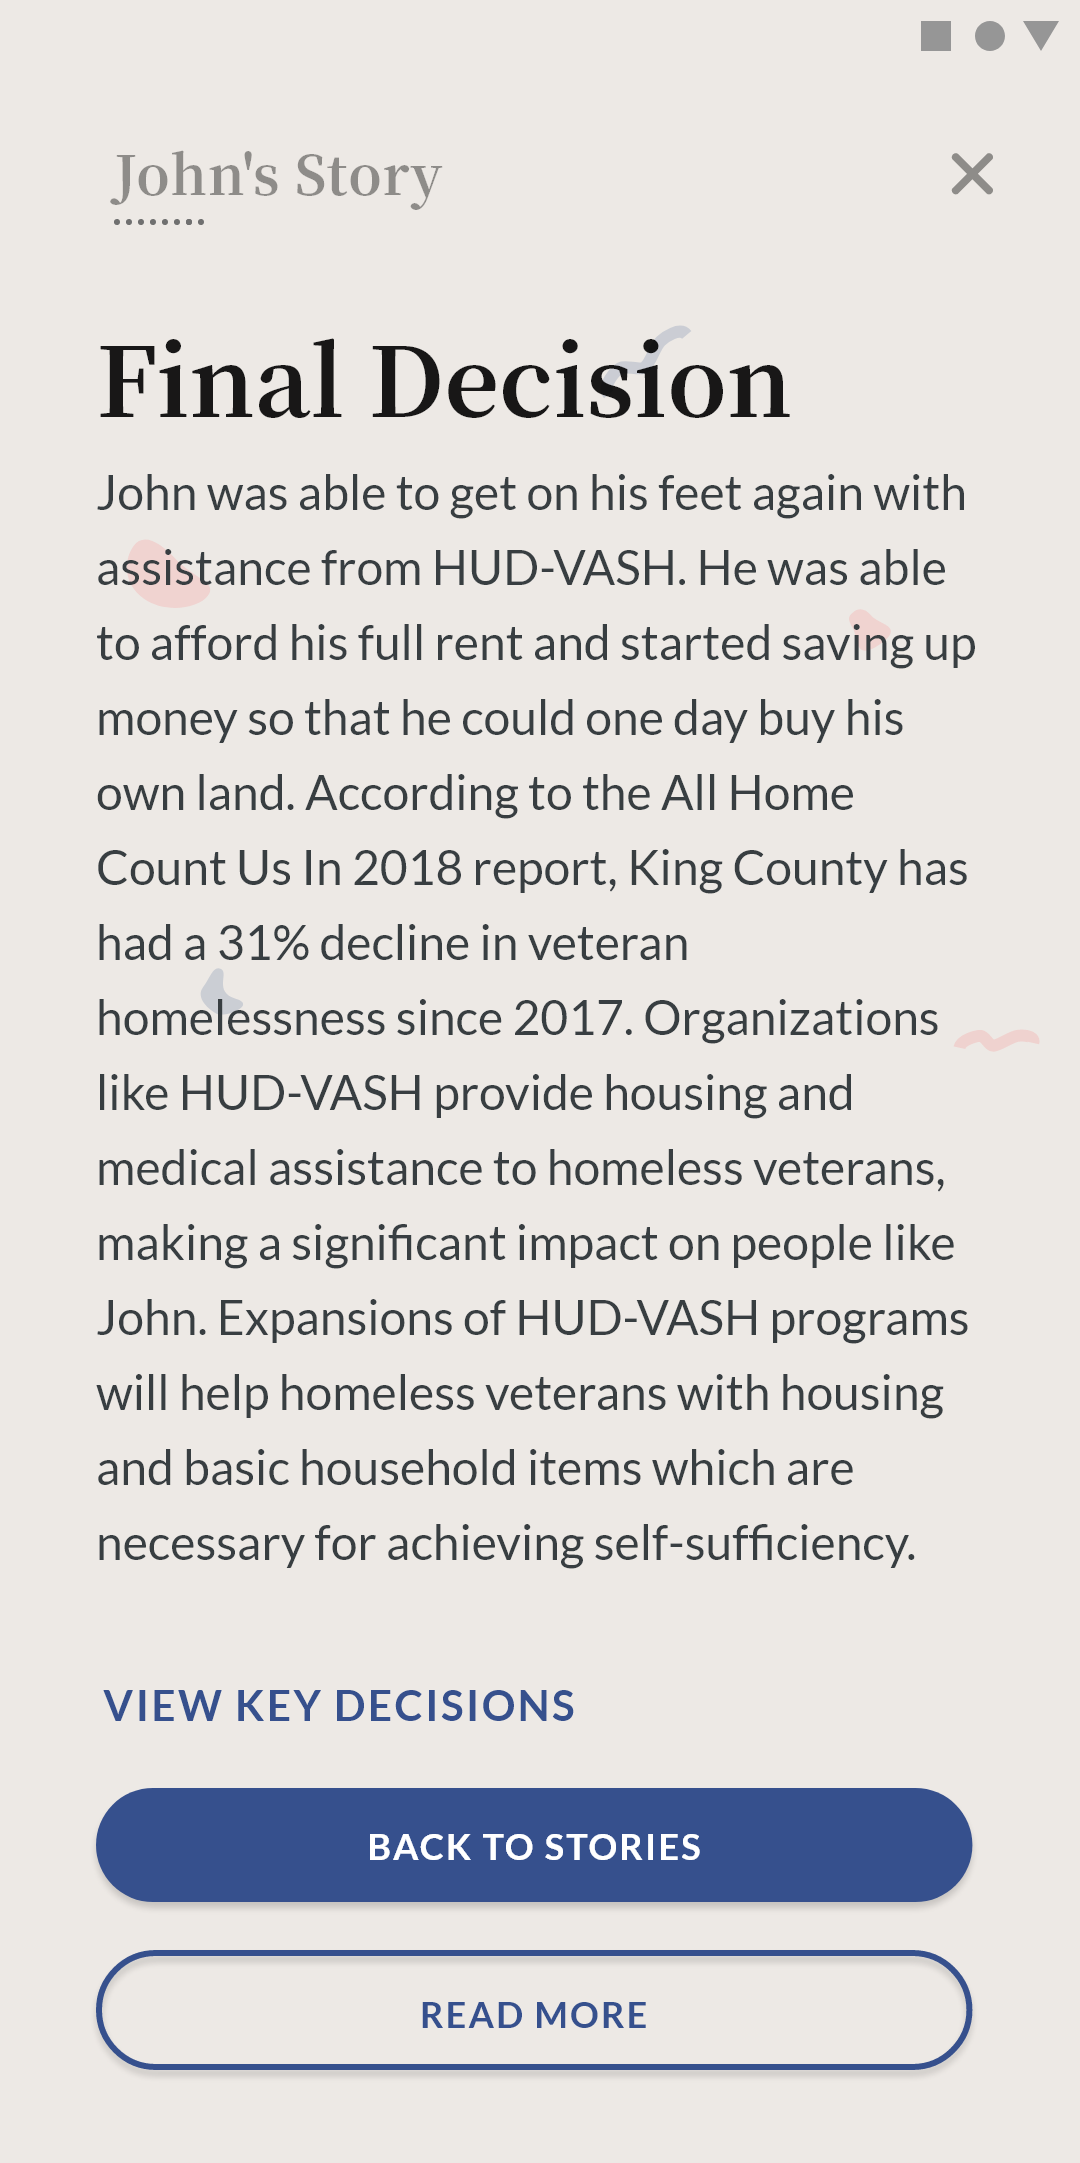 John's Story
Final Decision
John was able to get on his feet again with
assistance from HUD-VASH. He was able
to afford his full rent and started saving up
money so that he could one day buy his
own land. According to the All Home
Count Us In 2018 report, King County has
had a 31% decline in veteran
homelessness since 2017. Organizations
like HUD-VASH provide housing and
medical assistance to homeless veterans,
making a significant impact on people like
John. Expansions of HUD-VASH programs
will help homeless veterans with housing
and basic household items which are
necessary for achieving self-sufficiency.
VIEW KEY DECISIONS
BACK TO STORIES
READ MORE